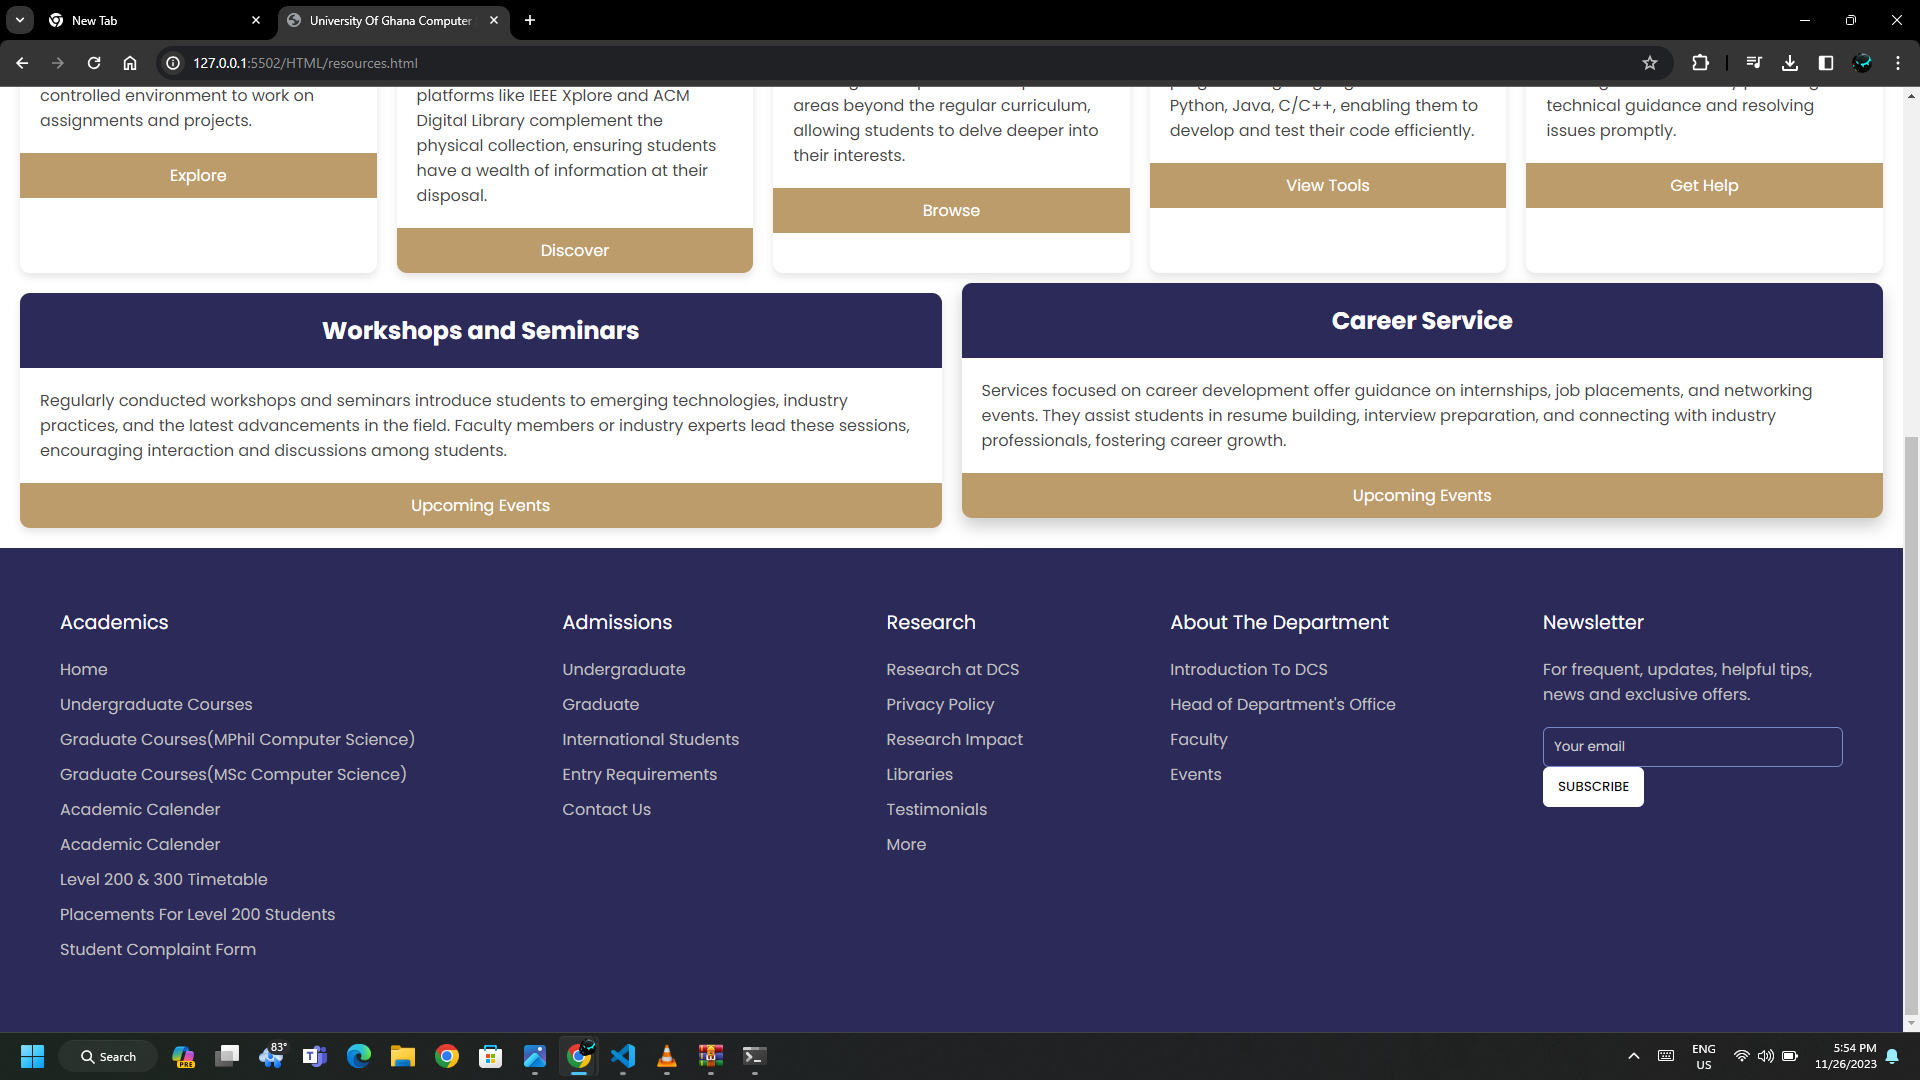 New Tab
University Of Ghana Computer
127.0.0.1:5502/HTML/resources.html
controlled environment to work on
assignments and projects.
Explore
platforms like IEEE Xplore and ACM
Digital Library complement the
physical collection, ensuring students
have a wealth of information at their
disposal.
Discover
areas beyond the regular curriculum,
allowing students to delve deeper into
their interests.
Browse
Python, Java, C/C++, enabling them to
develop and test their code efficiently.
View Tools
technical guidance and resolving
issues promptly.
Get Help
Workshops and Seminars
Regularly conducted workshops and seminars introduce students to emerging technologies, industry
practices, and the latest advancements in the field. Faculty members or industry experts lead these sessions,
encouraging interaction and discussions among students.
Upcoming Events
Career Service
Services focused on career development offer guidance on internships, job placements, and networking
events. They assist students in resume building, interview preparation, and connecting with industry
professionals, fostering career growth.
Upcoming Events
Academics
Home
Undergraduate Courses
Graduate Courses(MPhil Computer Science)
Graduate Courses(MSc Computer Science)
Academic Calender
Academic Calender
Level 200 & 300 Timetable
Placements For Level 200 Students
Student Complaint Form
Admissions
Undergraduate
Graduate
International Students
Entry Requirements
Contact Us
Research
Research at DCS
Privacy Policy
Research Impact
Libraries
Testimonials
More
About The Department
Introduction To DCS
Head of Department's Office
Faculty
Events
Newsletter
For frequent, updates, helpful tips,
news and exclusive offers.
Your email
SUBSCRIBE
Search
PRE
83°
ENG
US
5:54 PM
11/26/2023